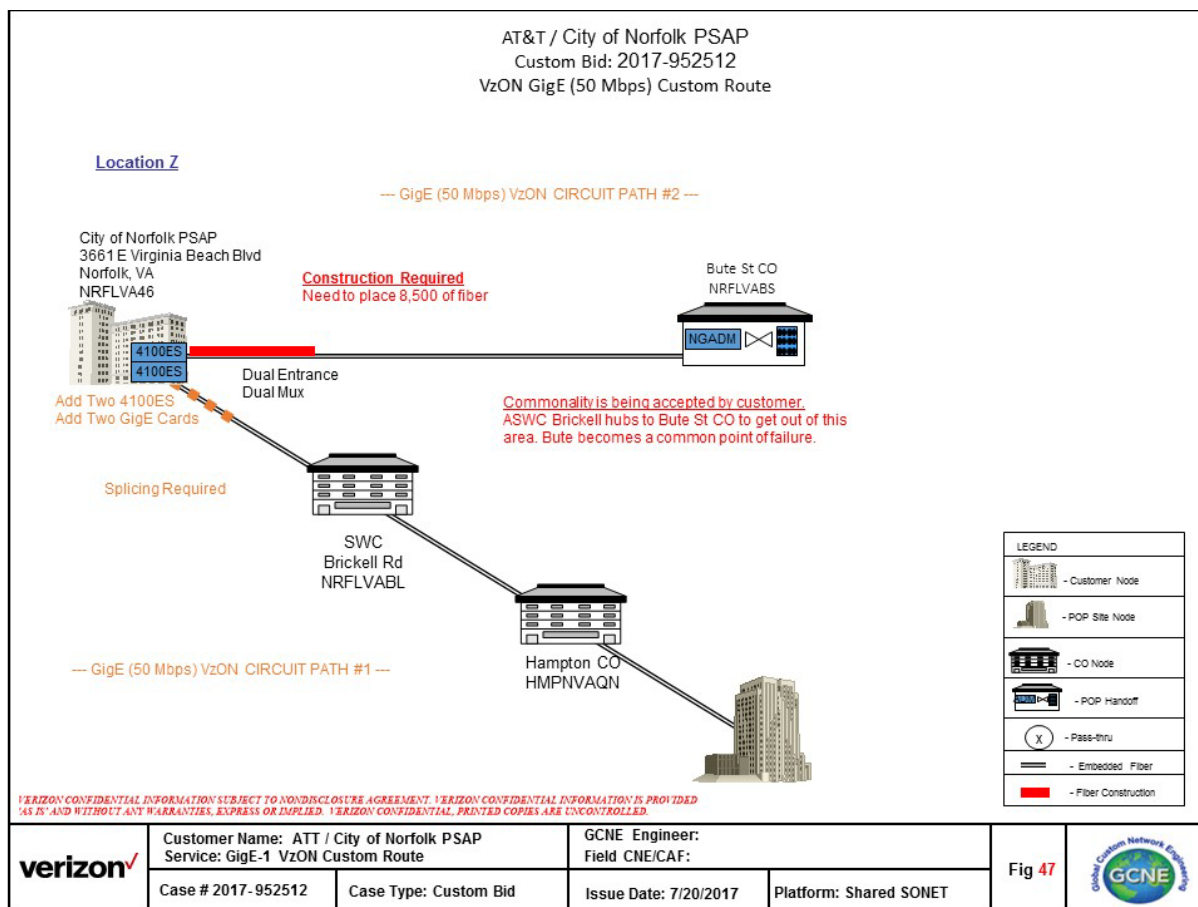 AT&T / City of Norfolk PSAP
Custom Bid: 2017-952512
VzON GigE (50 Mbps) Custom Route
Location Z
--- GigE (50 Mbps) VzON CIRCUIT PATH #2 ---
City of Norfolk PSAP
3661 E Virginia Beach Blvd
Norfolk, VA
NRFLVA46
Construction Required
Need to place 8,500 of fiber
Bute St CO
NRFLVABS
NGADM
4100ES
4100ES
Dual Entrance
Dual Mux
Add Two 4100ES
Add Two GigE Cards
Commonality is being accepted by customer.
ASWC Brickell hubs to Bute St CO to get out of this
area. Bute becomes a common point of failure.
Splicing Required
SWC
Brickell Rd
NRFLVABL
--- GigE (50 Mbps) VzON CIRCUIT PATH #1 ---
Hampton CO
HMPNVAQN
LEGEND
- Customer Node
- POP Site Node
- CO Node
- POP Handoff
X - Pass-thru
- Embedded Fiber
- Fiber Construction
VERIZON CONFIDENTIAL INFORMATION SUBJECT TO NONDISCLOSURE AGREEMENT. VERIZON CONFIDENTIAL INFORMATION IS PROVIDED
'AS IS' AND WITHOUT ANY WARRANTIES, EXPRESS OR IMPLIED. VERIZON CONFIDENTIAL, PRINTED COPIES ARE UNCONTROLLED.
verizon✓
Customer Name: ATT / City of Norfolk PSAP
Service: GigE-1 VzON Custom Route
GCNE Engineer:
Field CNE/CAF:
Case # 2017-952512
Case Type: Custom Bid
Issue Date: 7/20/2017
Platform: Shared SONET
Fig 47
Global Custom Network Engineering
GCNE